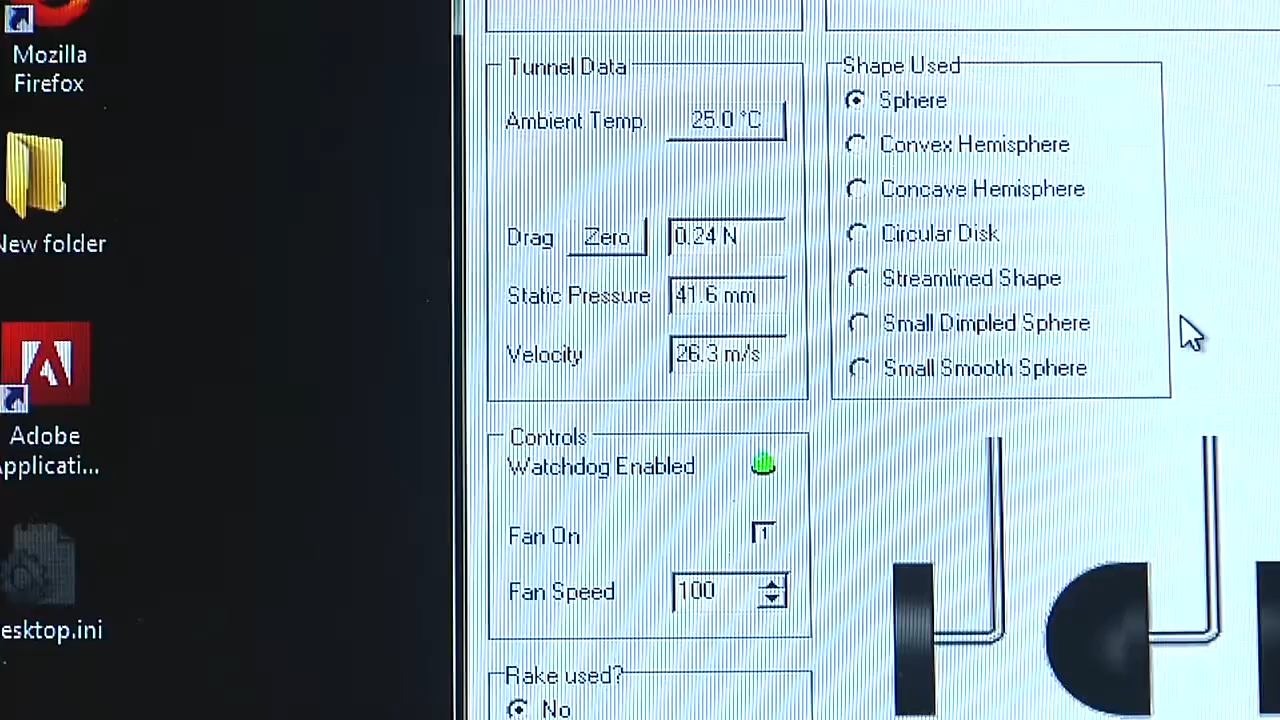 Mozilla
Firefox
New folder
Adobe
Applicati...
esktop.ini
Tunnel Data
Ambient Temp. 25.0 °C
Drag Zero 0.24 N
Static Pressure 41.6 mm
Velocity 26.3 m/s
Controls
Watchdog Enabled
Fan On 1
Fan Speed 100
Rake used?
No
Shape Used
Sphere
Convex Hemisphere
Concave Hemisphere
Circular Disk
Streamlined Shape
Small Dimpled Sphere
Small Smooth Sphere